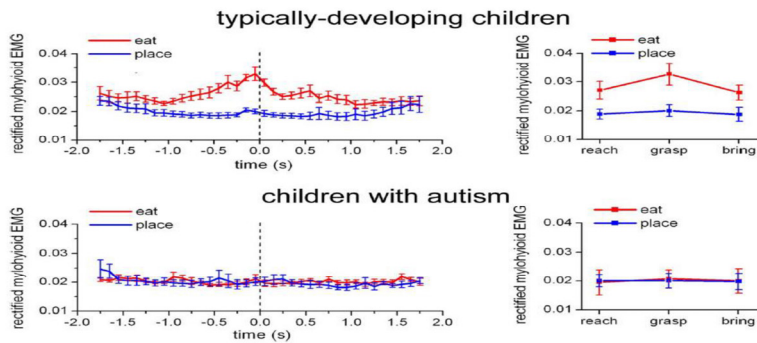 typically-developing children
rectified mylohyioid EMG
0.04
0.03
0.02
0.01
eat
place
-2.0 -1.5 -1.0 -0.5 0.0 0.5 1.0 1.5 2.0
time (s)
rectified mylohyioid EMG
0.04
0.03
0.02
0.01
eat
place
reach grasp bring
children with autism
rectified mylohyioid EMG
0.04
0.03
0.02
0.01
eat
place
-2.0 -1.5 -1.0 -0.5 0.0 0.5 1.0 1.5 2.0
time (s)
rectified mylohyioid EMG
0.04
0.03
0.02
0.01
eat
place
reach grasp bring